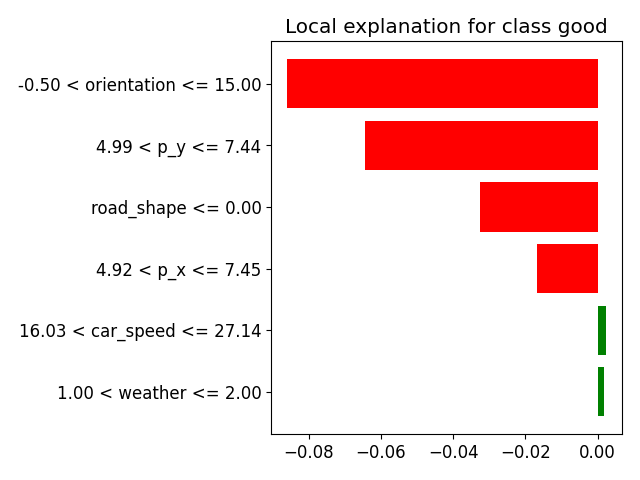 Local explanation for class good
-0.50 < orientation <= 15.00
4.99 < p_y <= 7.44
road_shape <= 0.00
4.92 < p_x <= 7.45
16.03 < car_speed <= 27.14
1.00 < weather <= 2.00
−0.08 −0.06 −0.04 −0.02 0.00